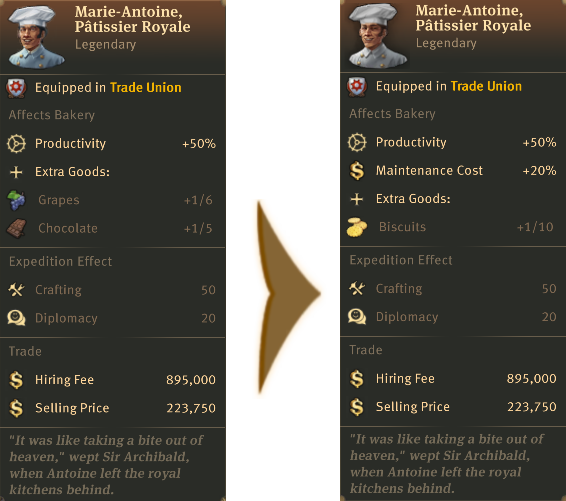 Marie-Antoine,
Pâtissier Royale
Legendary
Equipped in Trade Union
Affects Bakery
Productivity +50%
Extra Goods:
Grapes +1/6
Chocolate +1/5
Expedition Effect
Crafting 50
Diplomacy 20
Trade
Hiring Fee 895,000
Selling Price 223,750
"It was like taking a bite out of
heaven," wept Sir Archibald,
when Antoine left the royal
kitchens behind.
Marie-Antoine,
Pâtissier Royale
Legendary
Equipped in Trade Union
Affects Bakery
Productivity +50%
Maintenance Cost +20%
Extra Goods:
Biscuits +1/10
Expedition Effect
Crafting 50
Diplomacy 20
Trade
Hiring Fee 895,000
Selling Price 223,750
"It was like taking a bite out of
heaven," wept Sir Archibald,
when Antoine left the royal
kitchens behind.